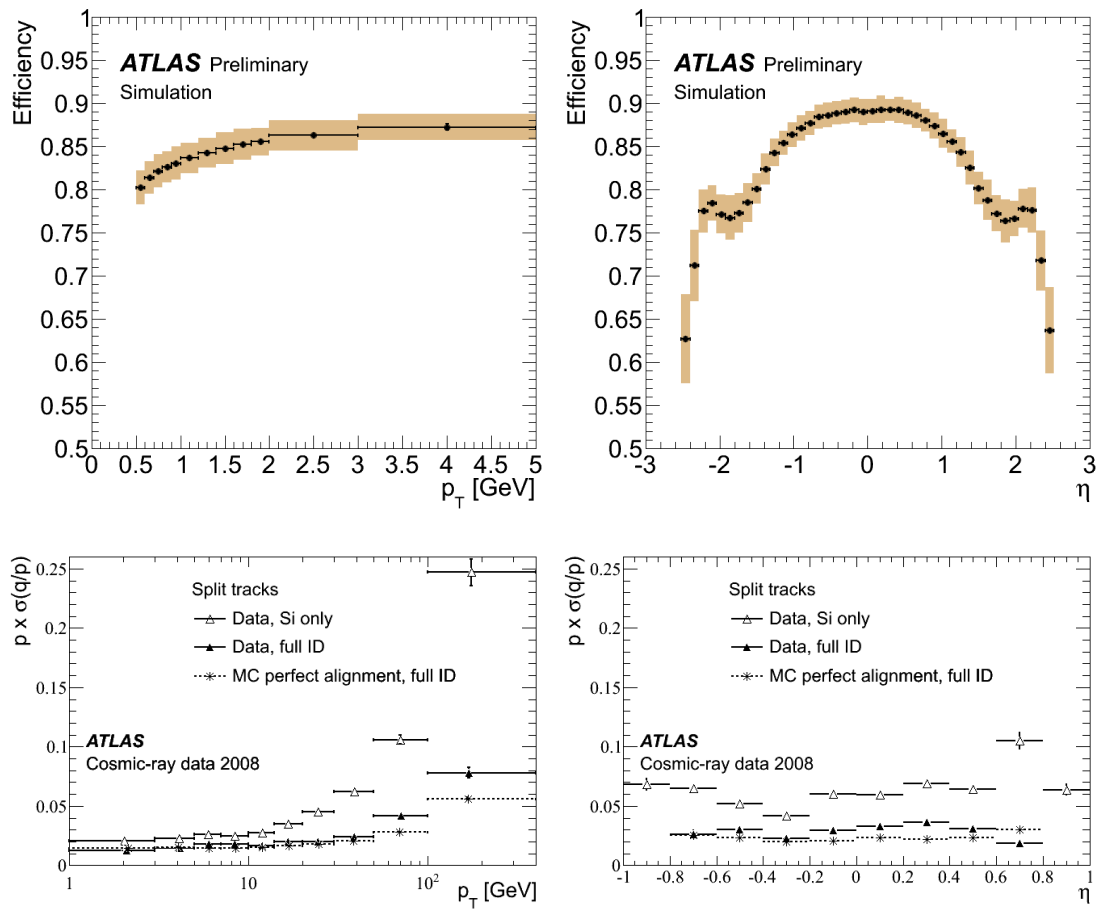 Efficiency
1
0.95
0.9
0.85
0.8
0.75
0.7
0.65
0.6
0.55
0.5
ATLAS Preliminary
Simulation
0 0.5 1 1.5 2 2.5 3 3.5 4 4.5 5
p_T [GeV]
Efficiency
1
0.95
0.9
0.85
0.8
0.75
0.7
0.65
0.6
0.55
0.5
ATLAS Preliminary
Simulation
-3 -2 -1 0 1 2 3
η
p x σ(q/p)
0.25
0.2
0.15
0.1
0.05
0
Split tracks
Data, Si only
Data, full ID
MC perfect alignment, full ID
ATLAS
Cosmic-ray data 2008
1 10 10²
p_T [GeV]
p x σ(q/p)
0.25
0.2
0.15
0.1
0.05
0
Split tracks
Data, Si only
Data, full ID
MC perfect alignment, full ID
ATLAS
Cosmic-ray data 2008
-1 -0.8 -0.6 -0.4 -0.2 0 0.2 0.4 0.6 0.8 1
η